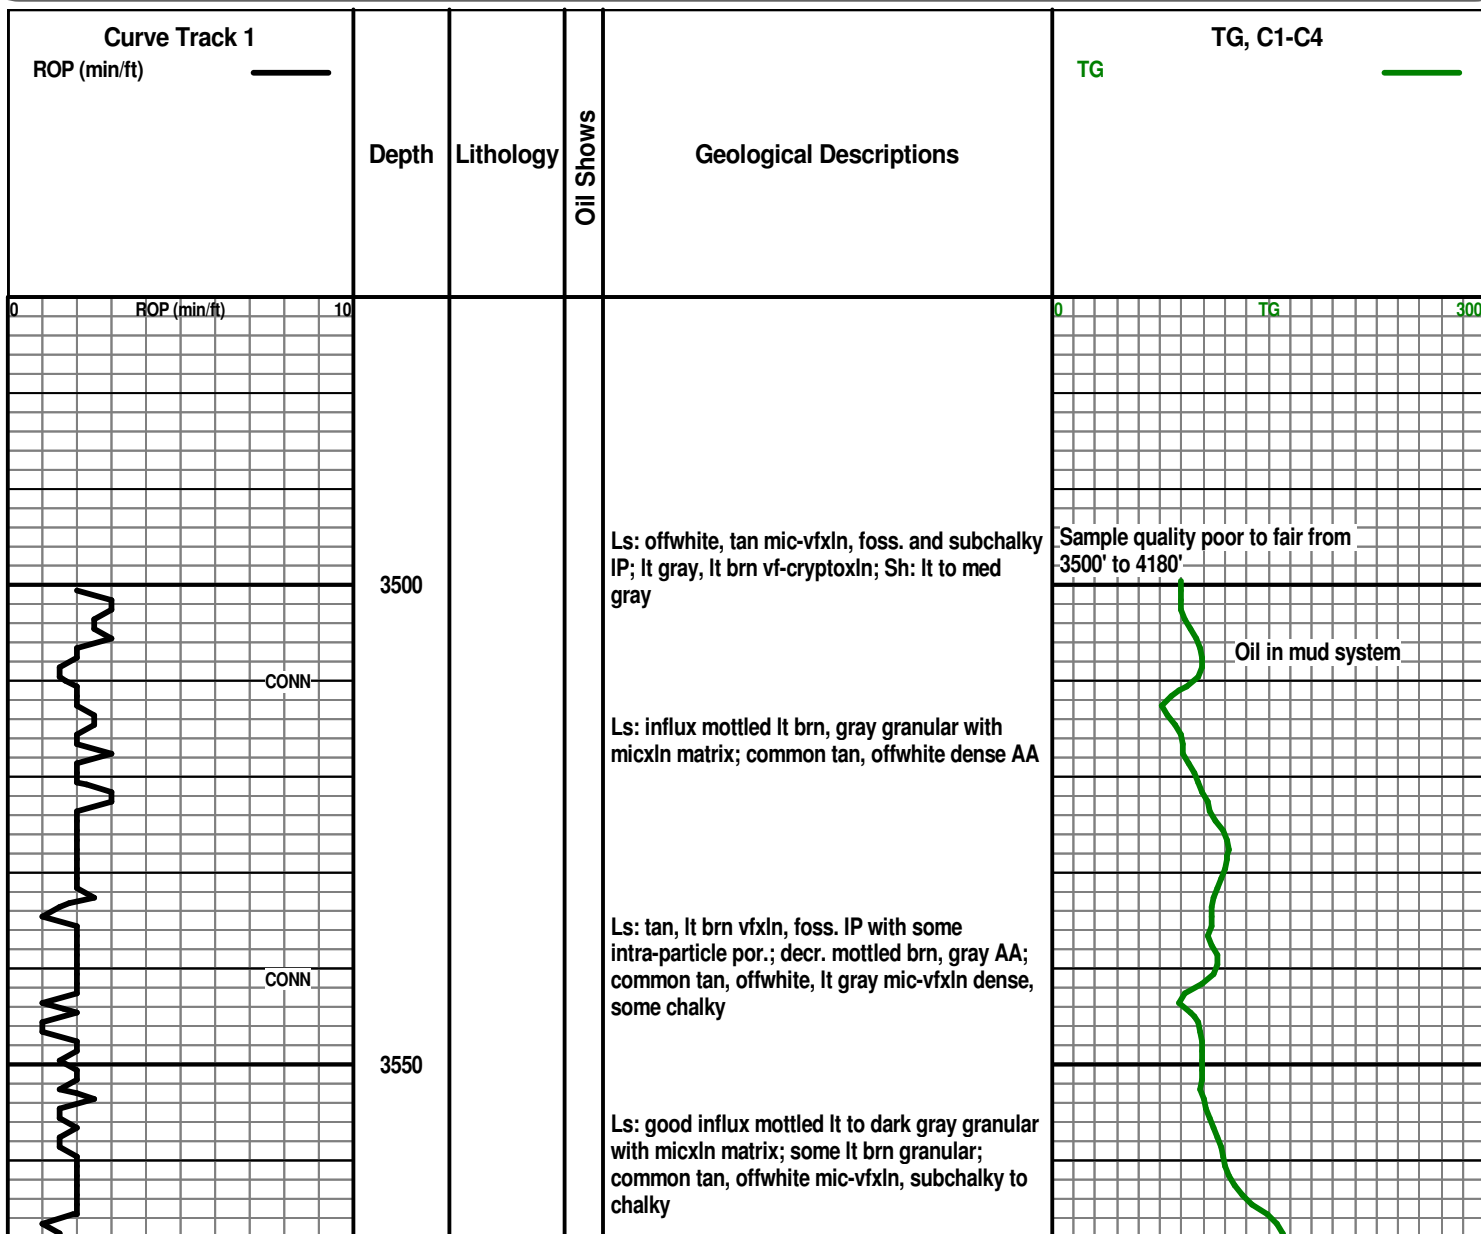 Curve Track 1
ROP (min/ft)
Depth
Lithology
Oil Shows
Geological Descriptions
TG, C1-C4
TG
0 ROP (min/ft) 10
0 TG 300
Ls: offwhite, tan mic-vfxln, foss. and subchalky
IP; lt gray, lt brn vf-cryptoxln; Sh: lt to med
gray
Sample quality poor to fair from
3500' to 4180'
3500
Oil in mud system
CONN
Ls: influx mottled lt brn, gray granular with
micxln matrix; common tan, offwhite dense AA
Ls: tan, lt brn vfxln, foss. IP with some
intra-particle por.; decr. mottled brn, gray AA;
common tan, offwhite, lt gray mic-vfxln dense,
some chalky
CONN
3550
Ls: good influx mottled lt to dark gray granular
with micxln matrix; some lt brn granular;
common tan, offwhite mic-vfxln, subchalky to
chalky